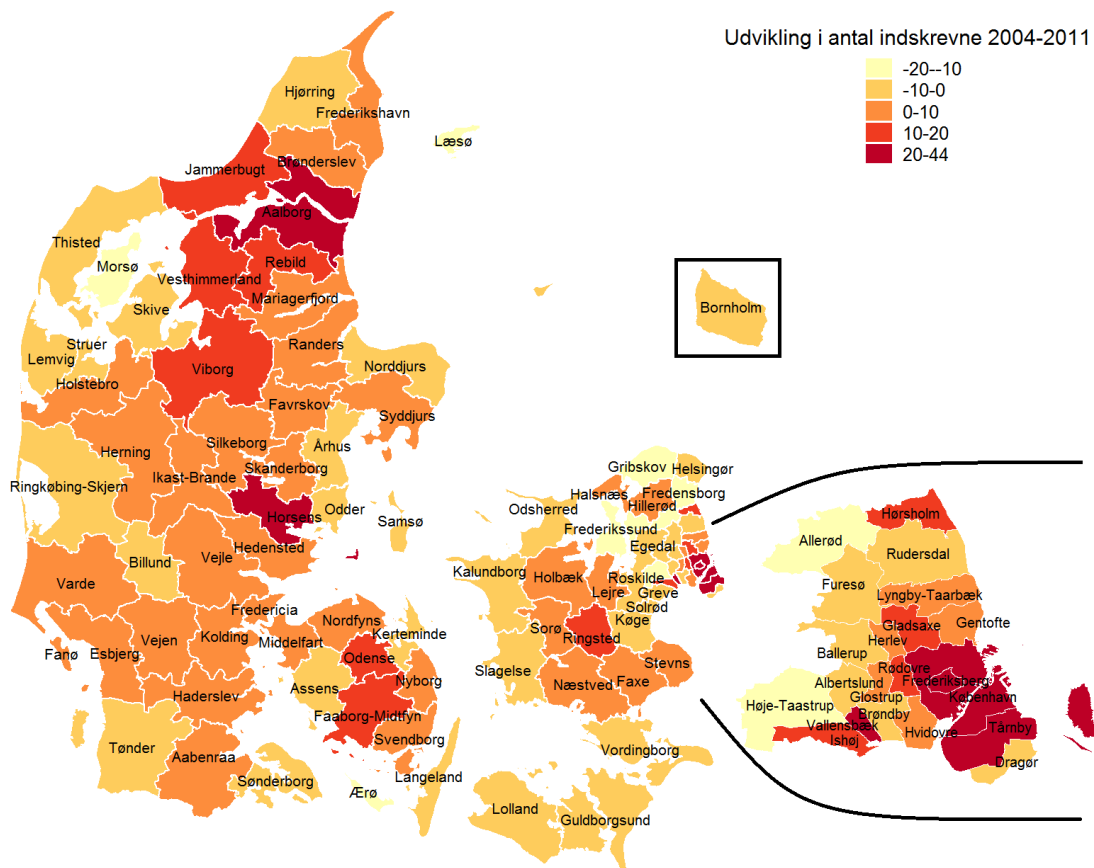 Udvikling i antal indskrevne 2004-2011
-20--10
-10-0
0-10
10-20
20-44
Hjørring
Frederikshavn
Læsø
Brønderslev
Jammerbugt
Aalborg
Thisted
Morsø
Vesthimmerland
Rebild
Mariagerfjord
Skive
Struer
Lemvig
Holstebro
Viborg
Randers
Norddjurs
Favrskov
Syddjurs
Bornholm
Herning
Silkeborg
Århus
Ikast-Brande
Skanderborg
Ringkøbing-Skjern
Horsens
Odder
Samsø
Hedensted
Billund
Vejle
Varde
Fredericia
Vejen
Kolding
Middelfart
Nordfyns
Kerteminde
Fanø
Esbjerg
Odense
Nyborg
Assens
Haderslev
Faaborg-Midtfyn
Svendborg
Tønder
Aabenraa
Sønderborg
Langeland
Ærø
Gribskov
Helsingør
Halsnæs
Fredensborg
Hillerød
Odsherred
Frederikssund
Egedal
Kalundborg
Holbæk
Roskilde
Lejre
Greve
Solrød
Køge
Sorø
Ringsted
Slagelse
Stevns
Næstved
Faxe
Vordingborg
Lolland
Guldborgsund
Hørsholm
Allerød
Rudersdal
Furesø
Lyngby-Taarbæk
Gladsaxe
Gentofte
Herlev
Ballerup
Rødovre
Frederiksberg
Albertslund
Glostrup
København
Høje-Taastrup
Brøndby
Vallensbæk
Hvidovre
Tårnby
Ishøj
Dragør